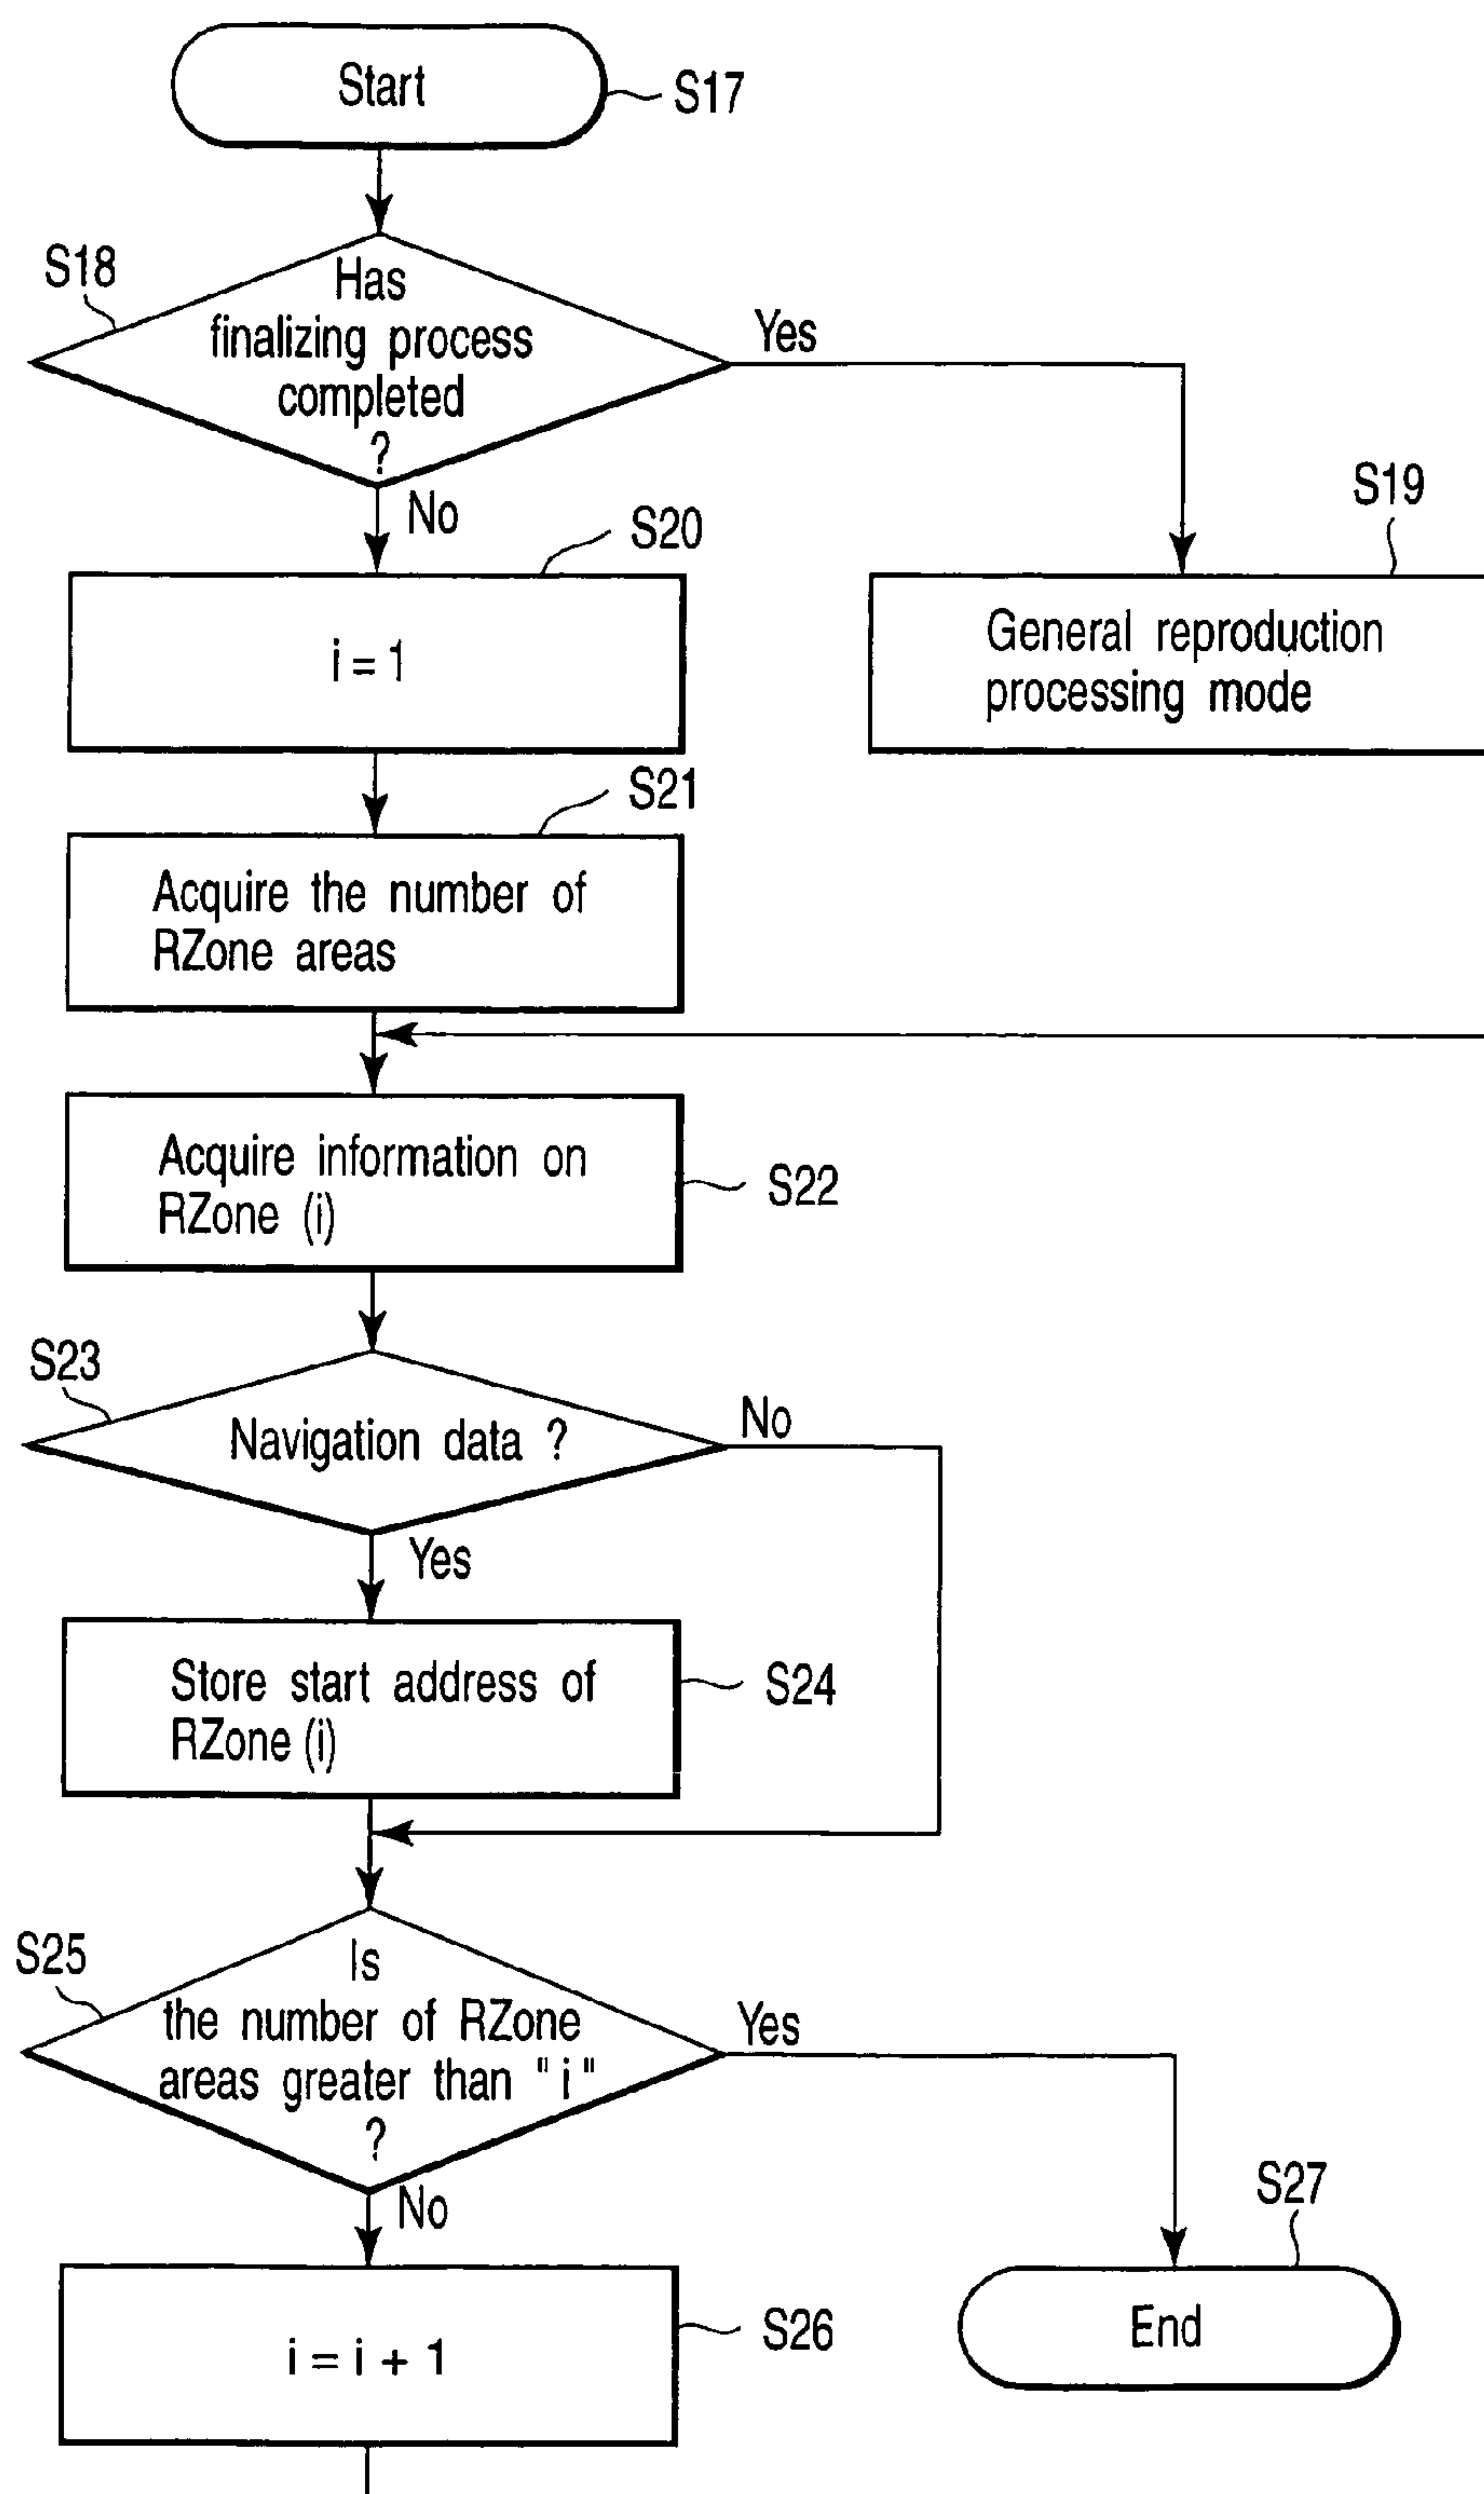 Start
S17
S18
Has
finalizing process
completed
?
Yes
No
S19
General reproduction
processing mode
S20
i = 1
S21
Acquire the number of
RZone areas
Acquire information on
RZone (i)
S22
S23
Navigation data ?
No
Yes
Store start address of
RZone (i)
S24
S25
Is
the number of RZone
areas greater than "i"
?
Yes
No
S27
End
i = i + 1
S26